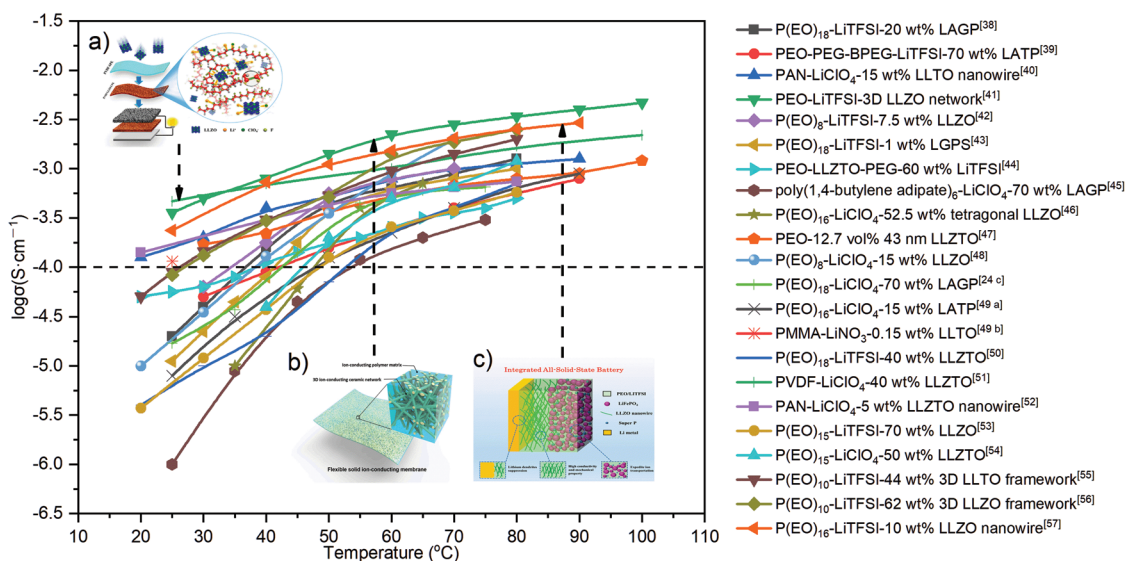 a)
LLZO Li⁺ ClO₄⁻ F
-1.5
-2.0
-2.5
-3.0
-3.5
-4.0
-4.5
-5.0
-5.5
-6.0
-6.5
logσ(S·cm⁻¹)
b)
Ion-conducting polymer matrix
3D ion-conducting ceramic network
Flexible solid ion-conducting membrane
c)
Integrated All-Solid-State Battery
PEO/LiTFSI
LiFePO₄
LLZO nanowire
Super P
Li metal
Lithium dendrites
suppression
High conductivity
and mechanical
property
10 20 30 40 50 60 70 80 90 100 110
Temperature (°C)
P(EO)₁₈-LiTFSI-20 wt% LAGP[38]
PEO-PEG-BPEG-LiTFSI-70 wt% LATP[39]
PAN-LiClO₄-15 wt% LLTO nanowire[40]
PEO-LiTFSI-3D LLZO network[41]
P(EO)₈-LiTFSI-7.5 wt% LLZO[42]
P(EO)₁₈-LiTFSI-1 wt% LGPS[43]
PEO-LLZTO-PEG-60 wt% LiTFSI[44]
poly(1,4-butylene adipate)₆-LiClO₄-70 wt% LAGP[45]
P(EO)₁₆-LiClO₄-52.5 wt% tetragonal LLZO[46]
PEO-12.7 vol% 43 nm LLZTO[47]
P(EO)₈-LiClO₄-15 wt% LLZO[48]
P(EO)₁₈-LiClO₄-70 wt% LAGP[24 c]
P(EO)₁₆-LiClO₄-15 wt% LATP[49 a]
PMMA-LiNO₃-0.15 wt% LLTO[49 b]
P(EO)₁₈-LiTFSI-40 wt% LLZTO[50]
PVDF-LiClO₄-40 wt% LLZTO[51]
PAN-LiClO₄-5 wt% LLZTO nanowire[52]
P(EO)₁₅-LiTFSI-70 wt% LLZO[53]
P(EO)₁₅-LiClO₄-50 wt% LLZTO[54]
P(EO)₁₀-LiTFSI-44 wt% 3D LLTO framework[55]
P(EO)₁₀-LiTFSI-62 wt% 3D LLZO framework[56]
P(EO)₁₆-LiTFSI-10 wt% LLZO nanowire[57]